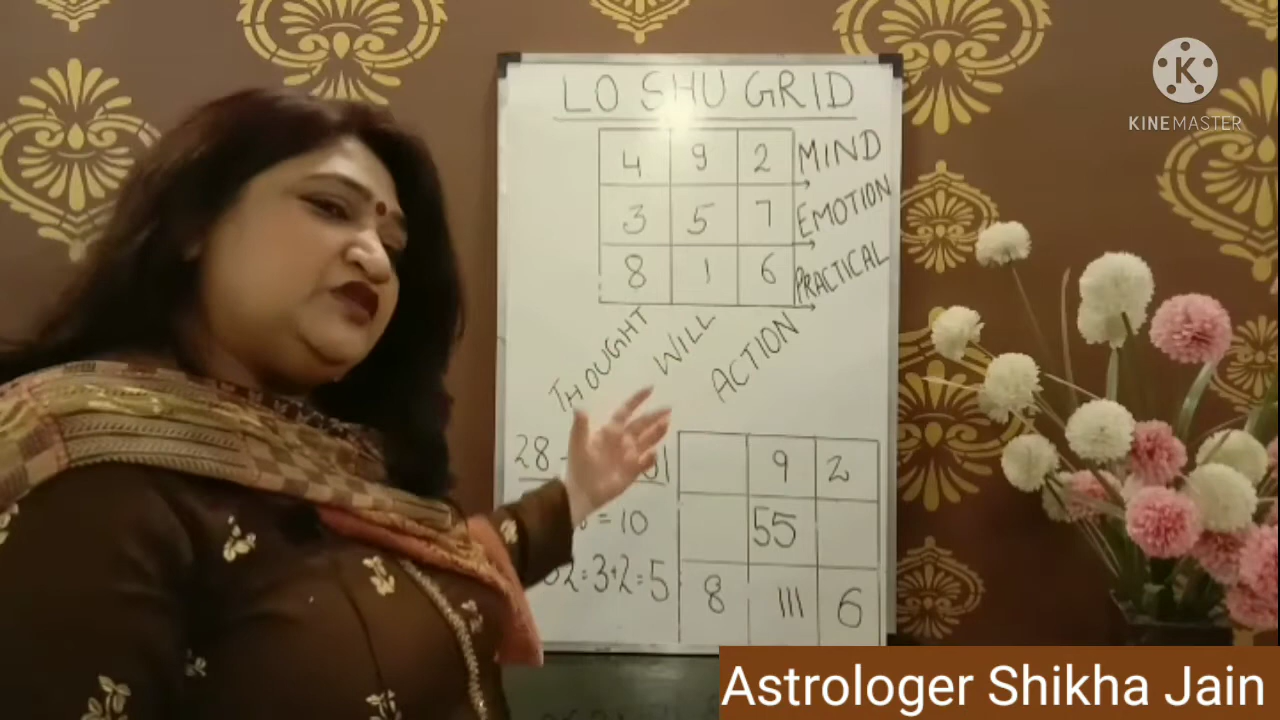 K
KINEMASTER
LO SHU GRID
4 9 2 MIND
3 5 7 EMOTION
8 1 6 PRACTICAL
THOUGHT WILL ACTION
28 -
9 2
= 10
55
2 = 3+2 = 5
8 111 6
Astrologer Shikha Jain